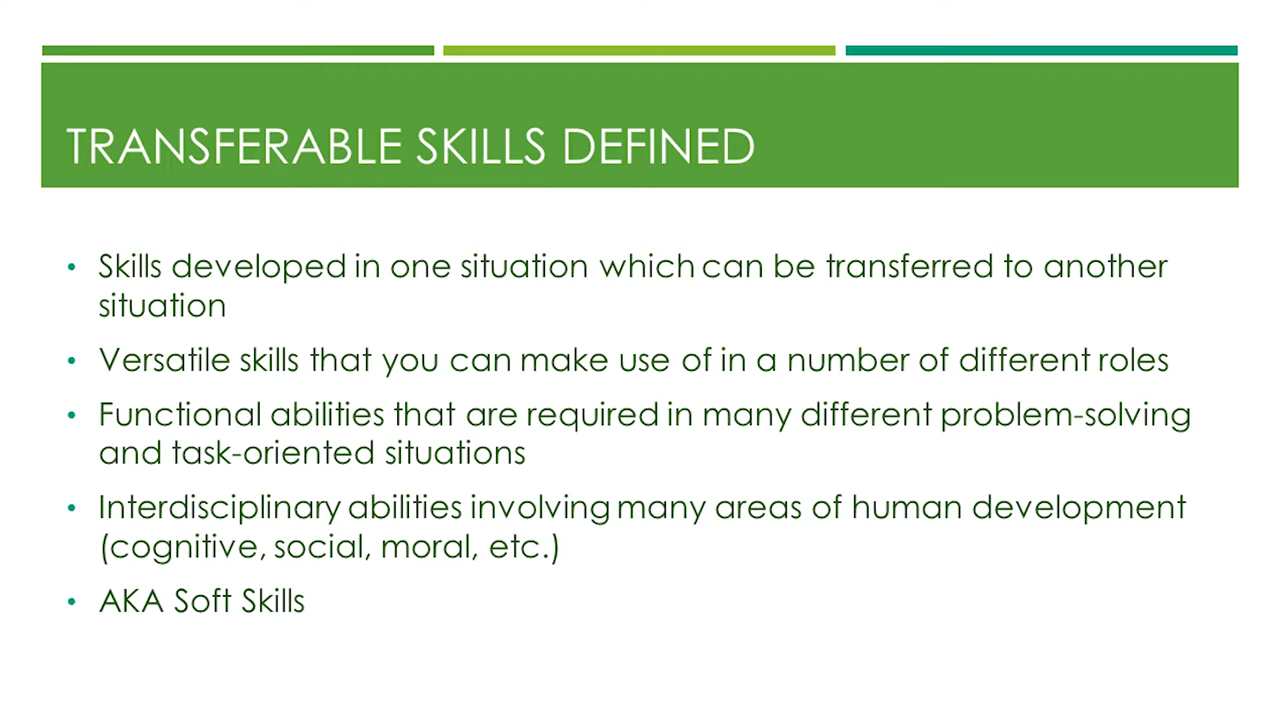 TRANSFERABLE SKILLS DEFINED
• Skills developed in one situation which can be transferred to another
situation
• Versatile skills that you can make use of in a number of different roles
• Functional abilities that are required in many different problem-solving
and task-oriented situations
• Interdisciplinary abilities involving many areas of human development
(cognitive, social, moral, etc.)
• AKA Soft Skills